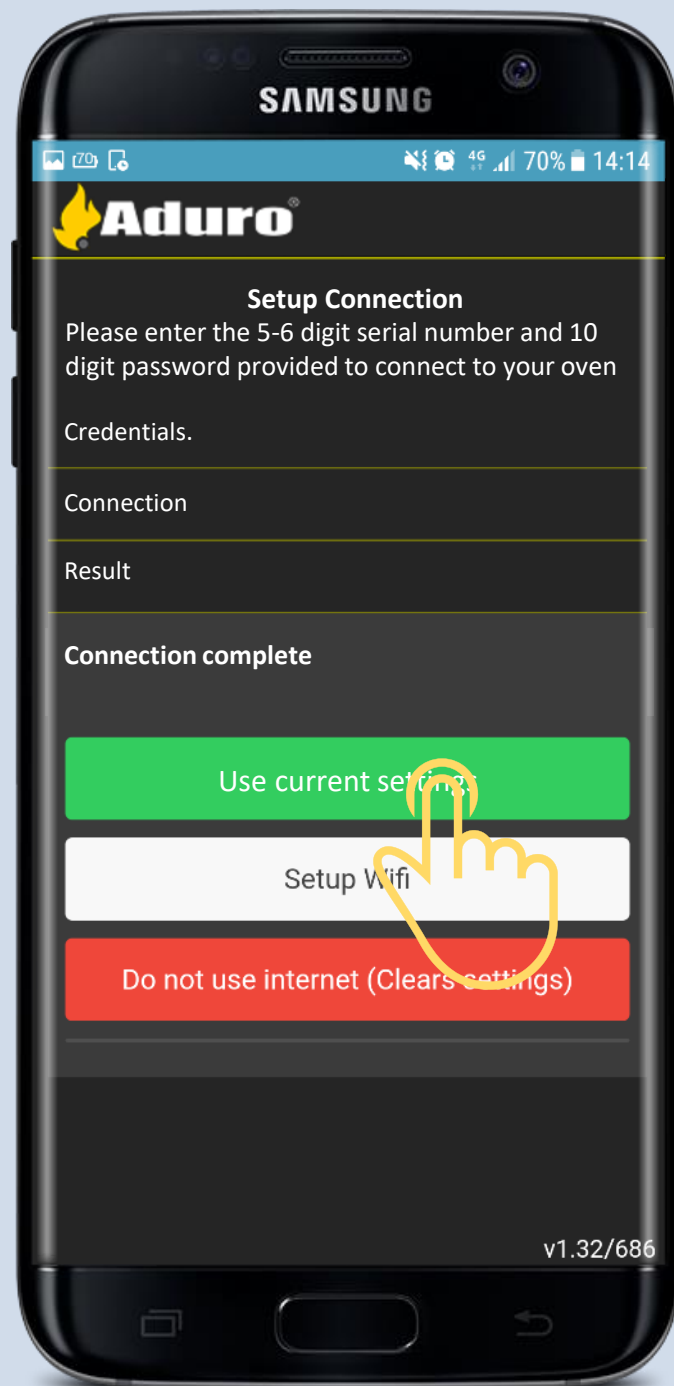 SAMSUNG
70 4G 70% 14:14
Aduro®
Setup Connection
Please enter the 5-6 digit serial number and 10
digit password provided to connect to your oven
Credentials.
Connection
Result
Connection complete
Use current settings
Setup Wifi
Do not use internet (Clears settings)
v1.32/686